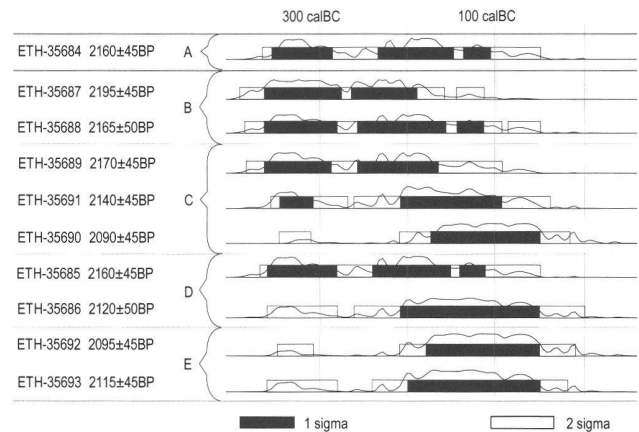 300 calBC 100 calBC
ETH-35684 2160±45BP A
ETH-35687 2195±45BP
B
ETH-35688 2165±50BP
ETH-35689 2170±45BP
ETH-35691 2140±45BP C
ETH-35690 2090±45BP
ETH-35685 2160±45BP
D
ETH-35686 2120±50BP
ETH-35692 2095±45BP
E
ETH-35693 2115±45BP
1 sigma 2 sigma